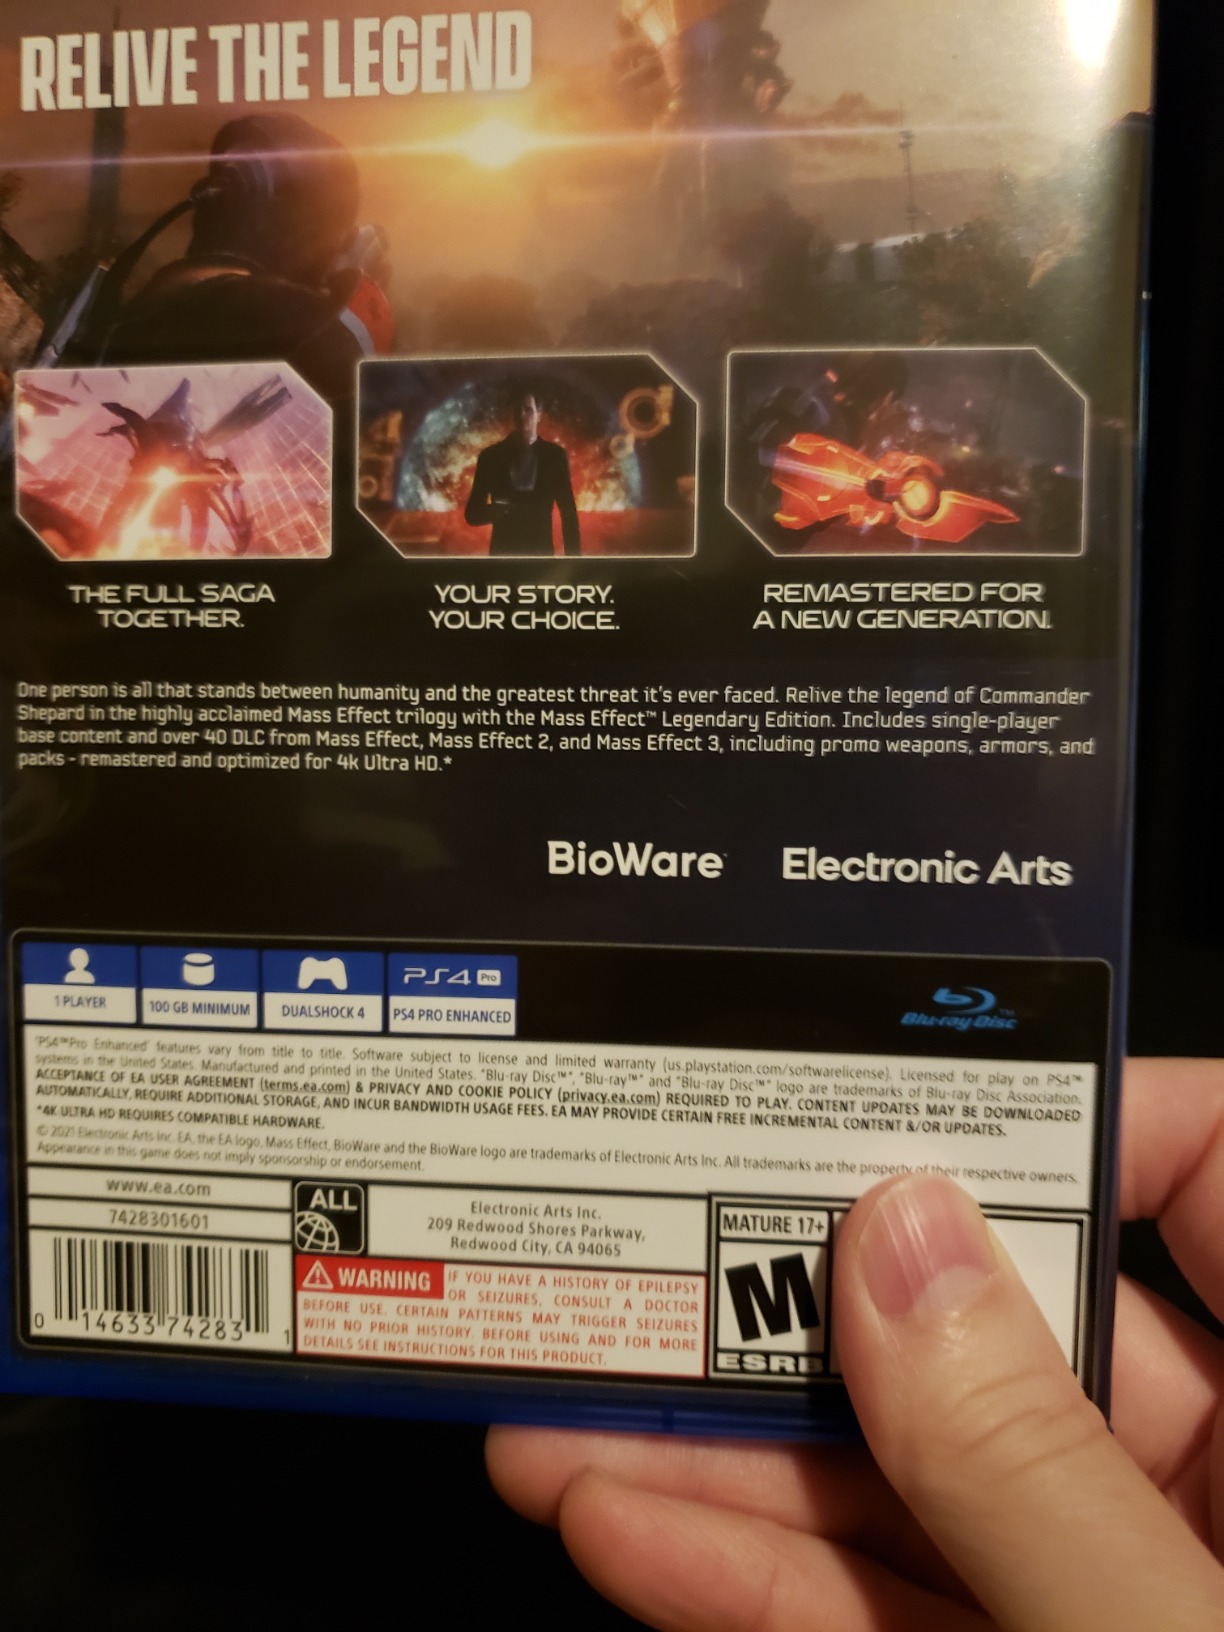 RELIVE THE LEGEND
THE FULL SAGA
TOGETHER.
YOUR STORY.
YOUR CHOICE.
REMASTERED FOR
A NEW GENERATION.
One person is all that stands between humanity and the greatest threat it's ever faced. Relive the legend of Commander
Shepard in the highly acclaimed Mass Effect trilogy with the Mass Effect™ Legendary Edition. Includes single-player
base content and over 40 DLC from Mass Effect, Mass Effect 2, and Mass Effect 3, including promo weapons, armors, and
packs - remastered and optimized for 4k Ultra HD.*
BioWare
Electronic Arts
1 PLAYER
100 GB MINIMUM
DUALSHOCK 4
PS4 Pro
PS4 PRO ENHANCED
Blu-ray Disc™
'PS4™Pro Enhanced' features vary from title to title. Software subject to license and limited warranty (us.playstation.com/softwarelicense). Licensed for play on PS4™
systems in the United States. Manufactured and printed in the United States. "Blu-ray Disc™", "Blu-ray™" and "Blu-ray Disc™" logo are trademarks of Blu-ray Disc Association.
ACCEPTANCE OF EA USER AGREEMENT (terms.ea.com) & PRIVACY AND COOKIE POLICY (privacy.ea.com) REQUIRED TO PLAY. CONTENT UPDATES MAY BE DOWNLOADED
AUTOMATICALLY, REQUIRE ADDITIONAL STORAGE, AND INCUR BANDWIDTH USAGE FEES. EA MAY PROVIDE CERTAIN FREE INCREMENTAL CONTENT &/OR UPDATES.
*4K ULTRA HD REQUIRES COMPATIBLE HARDWARE.
© 2021 Electronic Arts Inc. EA, the EA logo, Mass Effect, BioWare and the BioWare logo are trademarks of Electronic Arts Inc. All trademarks are the property of their respective owners.
Appearance in this game does not imply sponsorship or endorsement.
www.ea.com
7428301601
0 14633 74283 1
ALL
Electronic Arts Inc.
209 Redwood Shores Parkway,
Redwood City, CA 94065
WARNING IF YOU HAVE A HISTORY OF EPILEPSY
OR SEIZURES, CONSULT A DOCTOR
BEFORE USE. CERTAIN PATTERNS MAY TRIGGER SEIZURES
WITH NO PRIOR HISTORY. BEFORE USING AND FOR MORE
DETAILS SEE INSTRUCTIONS FOR THIS PRODUCT.
MATURE 17+
M
ESRB